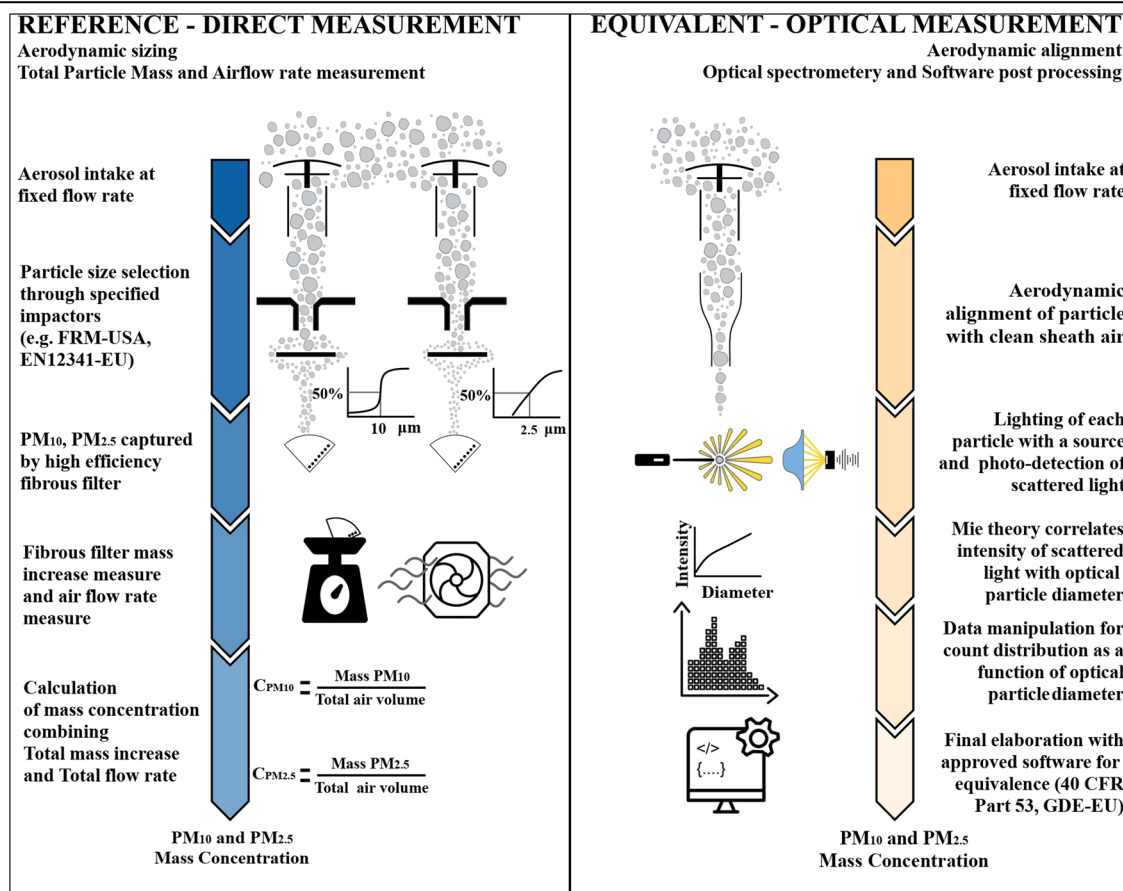 REFERENCE - DIRECT MEASUREMENT
Aerodynamic sizing
Total Particle Mass and Airflow rate measurement
Aerosol intake at
fixed flow rate
Particle size selection
through specified
impactors
(e.g. FRM-USA,
EN12341-EU)
50%
10 µm
50%
2.5 µm
PM10, PM2.5 captured
by high efficiency
fibrous filter
Fibrous filter mass
increase measure
and air flow rate
measure
Calculation
of mass concentration
combining
Total mass increase
and Total flow rate
CPM10 = Mass PM10
Total air volume
CPM2.5 = Mass PM2.5
Total air volume
PM10 and PM2.5
Mass Concentration
EQUIVALENT - OPTICAL MEASUREMENT
Aerodynamic alignment
Optical spectrometery and Software post processing
Aerosol intake at
fixed flow rate
Aerodynamic
alignment of particle
with clean sheath air
Lighting of each
particle with a source
and photo-detection of
scattered light
Mie theory correlates
intensity of scattered
light with optical
particle diameter
Intensity
Diameter
Data manipulation for
count distribution as a
function of optical
particle diameter
</>
{....}
Final elaboration with
approved software for
equivalence (40 CFR
Part 53, GDE-EU)
PM10 and PM2.5
Mass Concentration